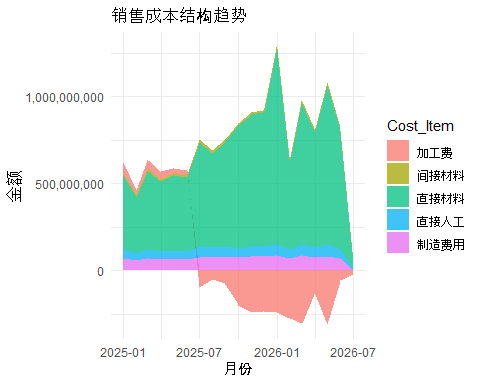 销售成本结构趋势
金额
1,000,000,000
500,000,000
0
2025-01
2025-07
2026-01
2026-07
月份
Cost_Item
加工费
间接材料
直接材料
直接人工
制造费用